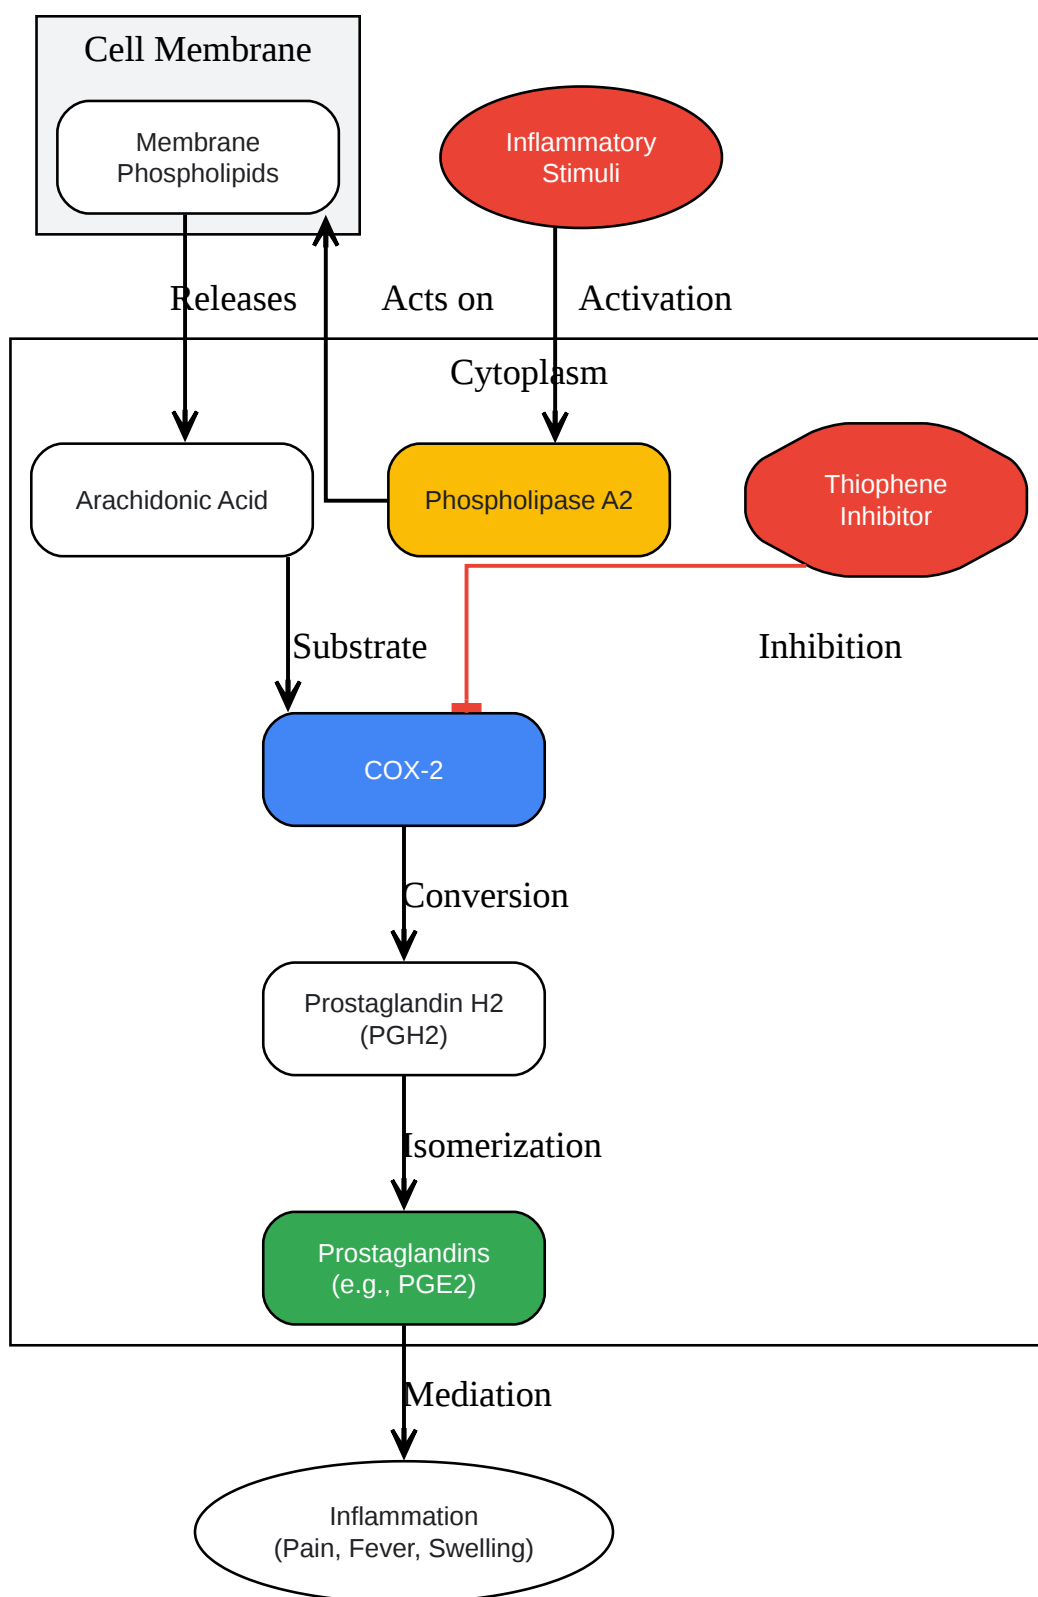 Cell Membrane
Membrane
Phospholipids
Inflammatory
Stimuli
Releases
Acts on
Activation
Cytoplasm
Arachidonic Acid
Phospholipase A2
Thiophene
Inhibitor
Substrate
Inhibition
COX-2
Conversion
Prostaglandin H2
(PGH2)
Isomerization
Prostaglandins
(e.g., PGE2)
Mediation
Inflammation
(Pain, Fever, Swelling)